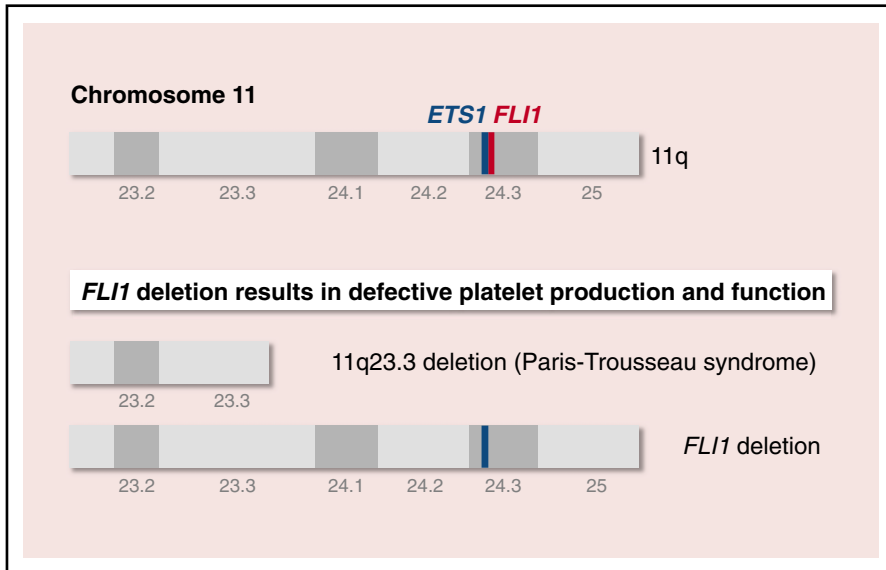 Chromosome 11
ETS1 FLI1
11q
23.2 23.3 24.1 24.2 24.3 25
FLI1 deletion results in defective platelet production and function
11q23.3 deletion (Paris-Trousseau syndrome)
23.2 23.3
FLI1 deletion
23.2 23.3 24.1 24.2 24.3 25